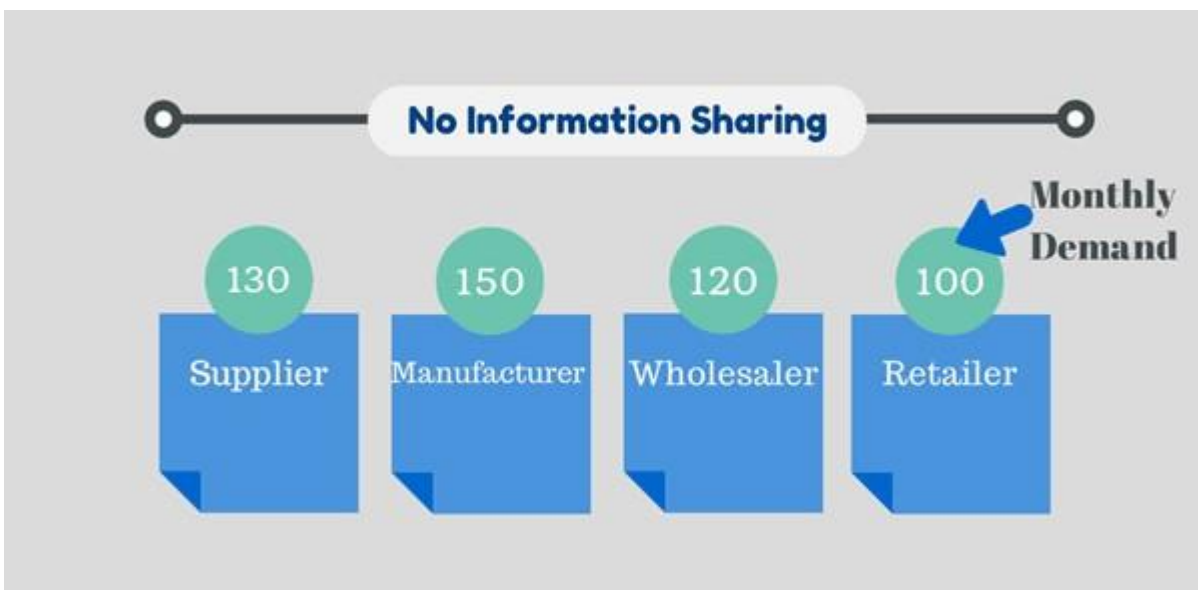 No Information Sharing
Monthly
Demand
130
150
120
100
Supplier
Manufacturer
Wholesaler
Retailer